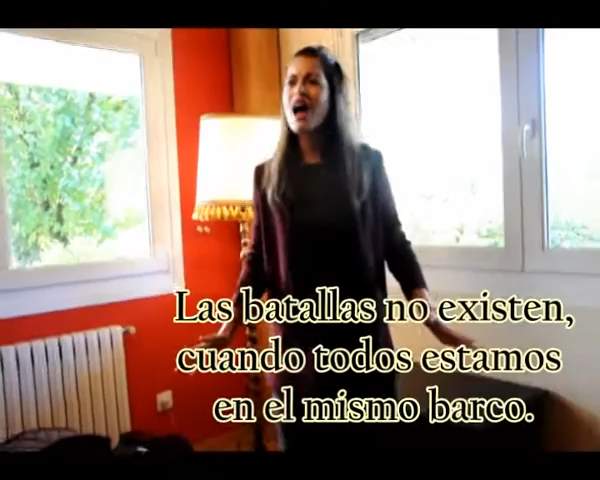 Las batallas no existen,
cuando todos estamos
en el mismo barco.